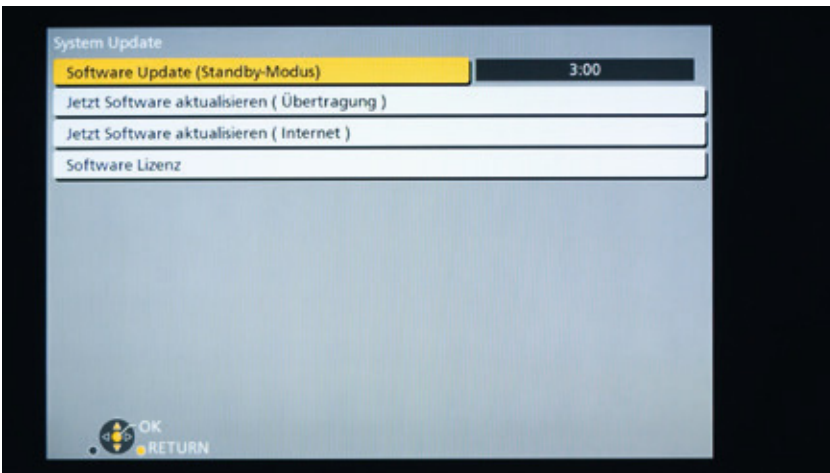 System Update
Software Update (Standby-Modus) 3:00
Jetzt Software aktualisieren ( Übertragung )
Jetzt Software aktualisieren ( Internet )
Software Lizenz
OK
RETURN